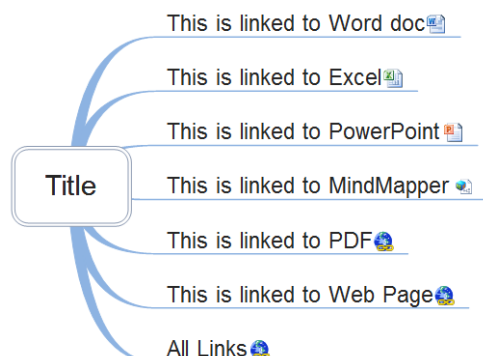 This is linked to Word doc
This is linked to Excel
This is linked to PowerPoint
Title
This is linked to MindMapper
This is linked to PDF
This is linked to Web Page
All Links